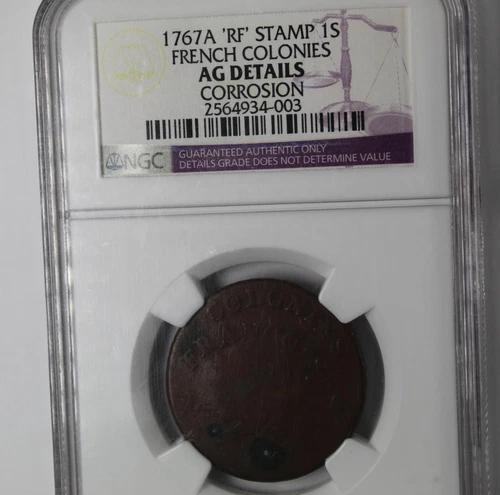 1767A 'RF' STAMP 1S
FRENCH COLONIES
AG DETAILS
CORROSION
2564934-003
NGC
GUARANTEED AUTHENTIC ONLY
DETAILS GRADE DOES NOT DETERMINE VALUE
COLONIES